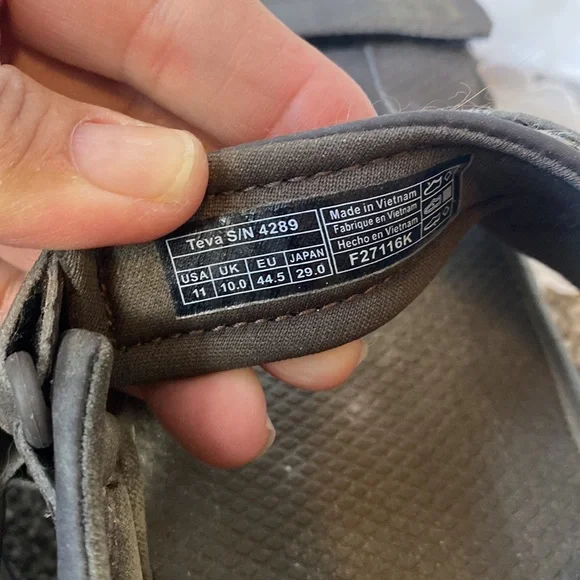 Teva S/N 4289
USA UK EU JAPAN
11 10.0 44.5 29.0
Made in Vietnam
Fabrique en Vietnam
Hecho en Vietnam
F27116K